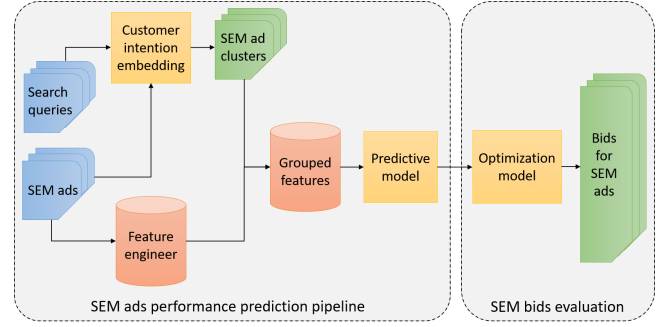 Customer
intention
embedding
SEM ad
clusters
Search
queries
SEM ads
Feature
engineer
Grouped
features
Predictive
model
Optimization
model
Bids
for
SEM
ads
SEM ads performance prediction pipeline
SEM bids evaluation